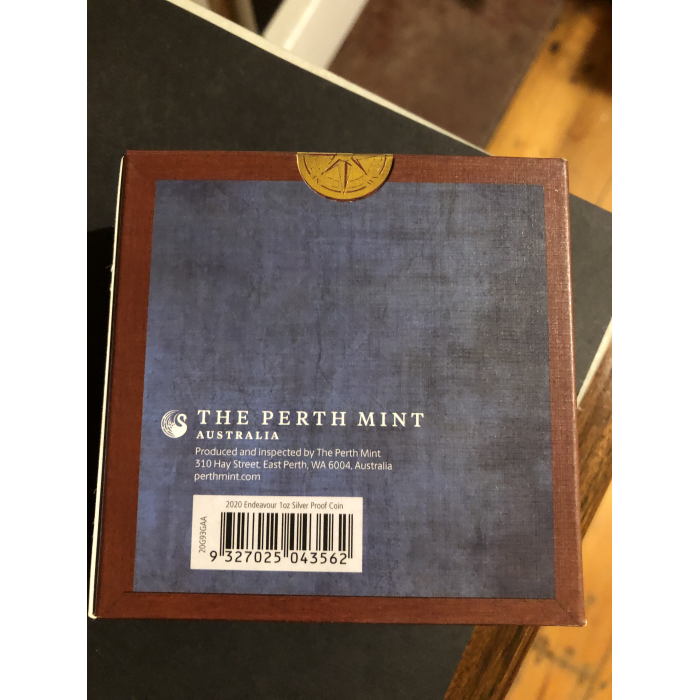 THE PERTH MINT
AUSTRALIA
Produced and inspected by The Perth Mint
310 Hay Street, East Perth, WA 6004, Australia
perthmint.com
2020 Endeavour 1oz Silver Proof Coin
20G93GAA
9 327025 043562